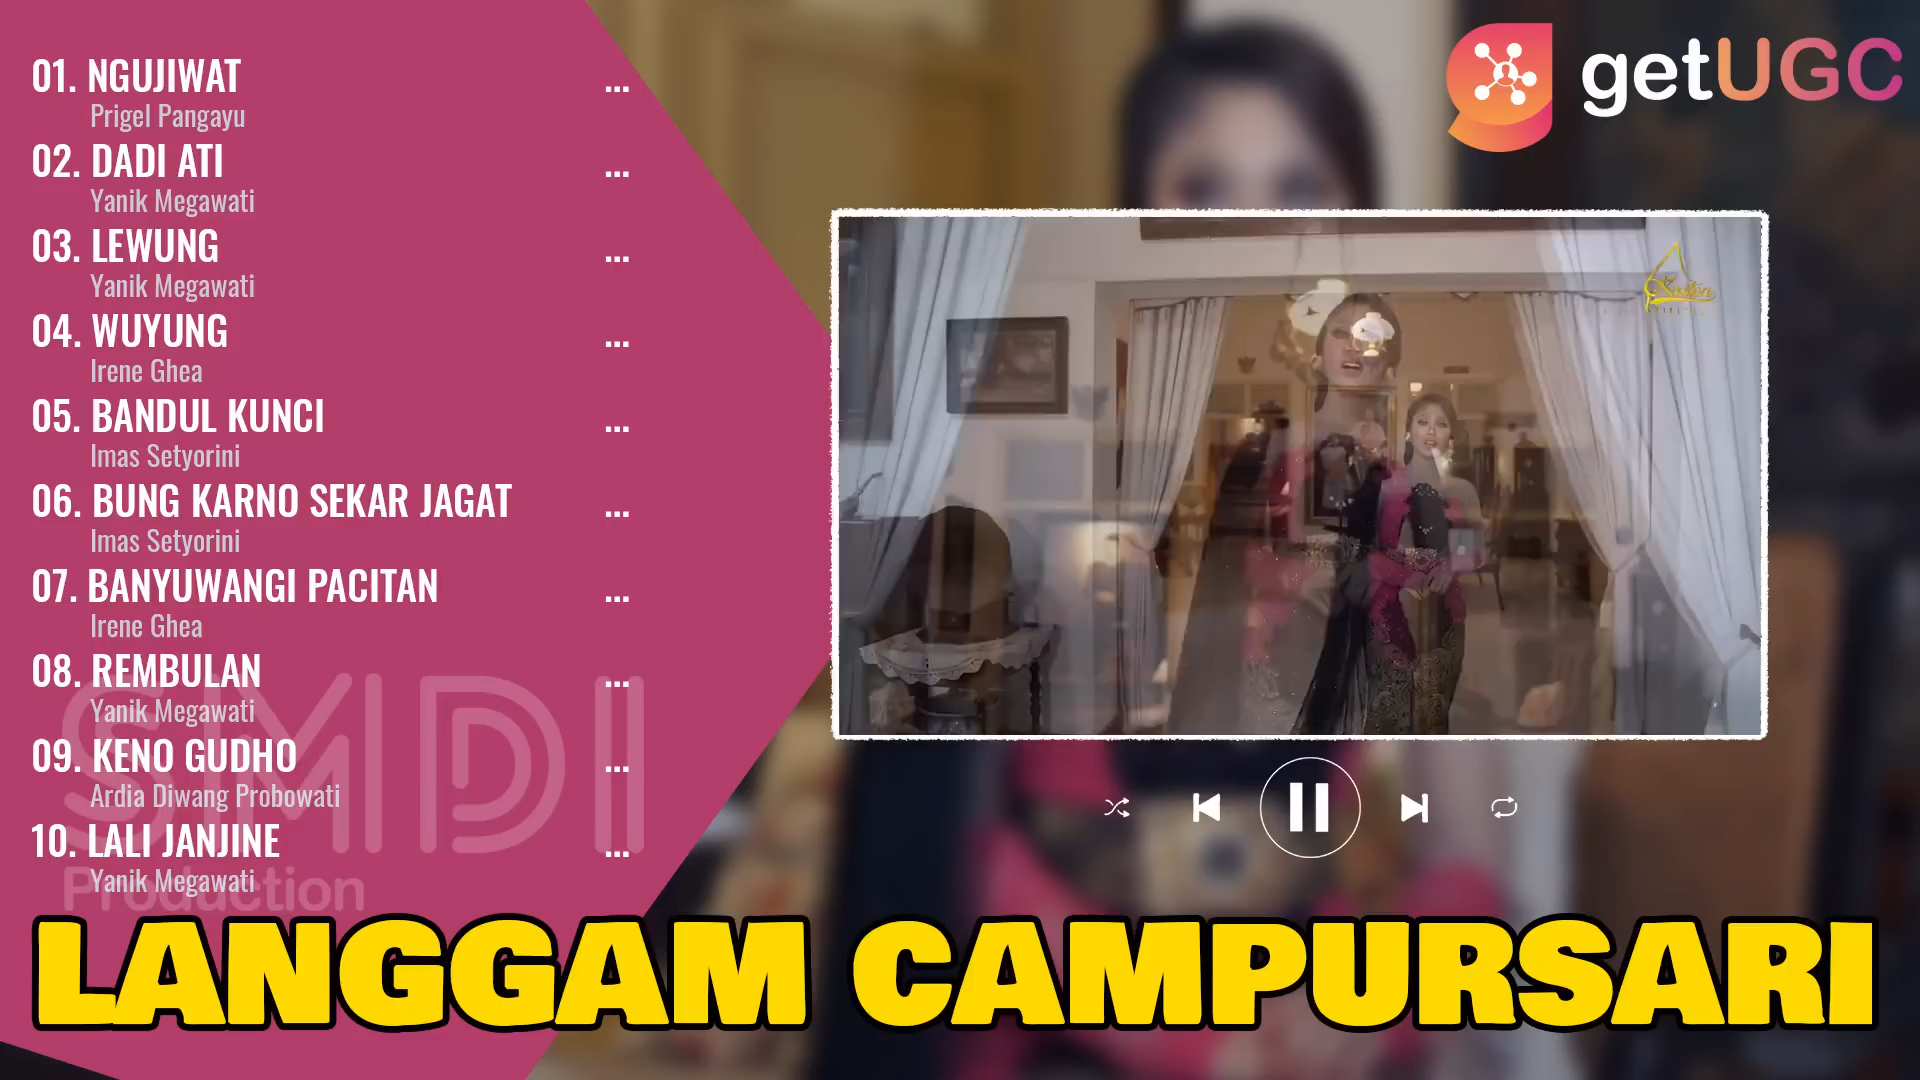 01. NGUJIWAT ...
Prigel Pangayu
02. DADI ATI ...
Yanik Megawati
03. LEWUNG ...
Yanik Megawati
04. WUYUNG ...
Irene Ghea
05. BANDUL KUNCI ...
Imas Setyorini
06. BUNG KARNO SEKAR JAGAT ...
Imas Setyorini
07. BANYUWANGI PACITAN ...
Irene Ghea
08. REMBULAN ...
Yanik Megawati
09. KENO GUDHO ...
Ardia Diwang Probowati
10. LALI JANJINE ...
Yanik Megawati
SMDI
Production
getUGC
LANGGAM CAMPURSARI